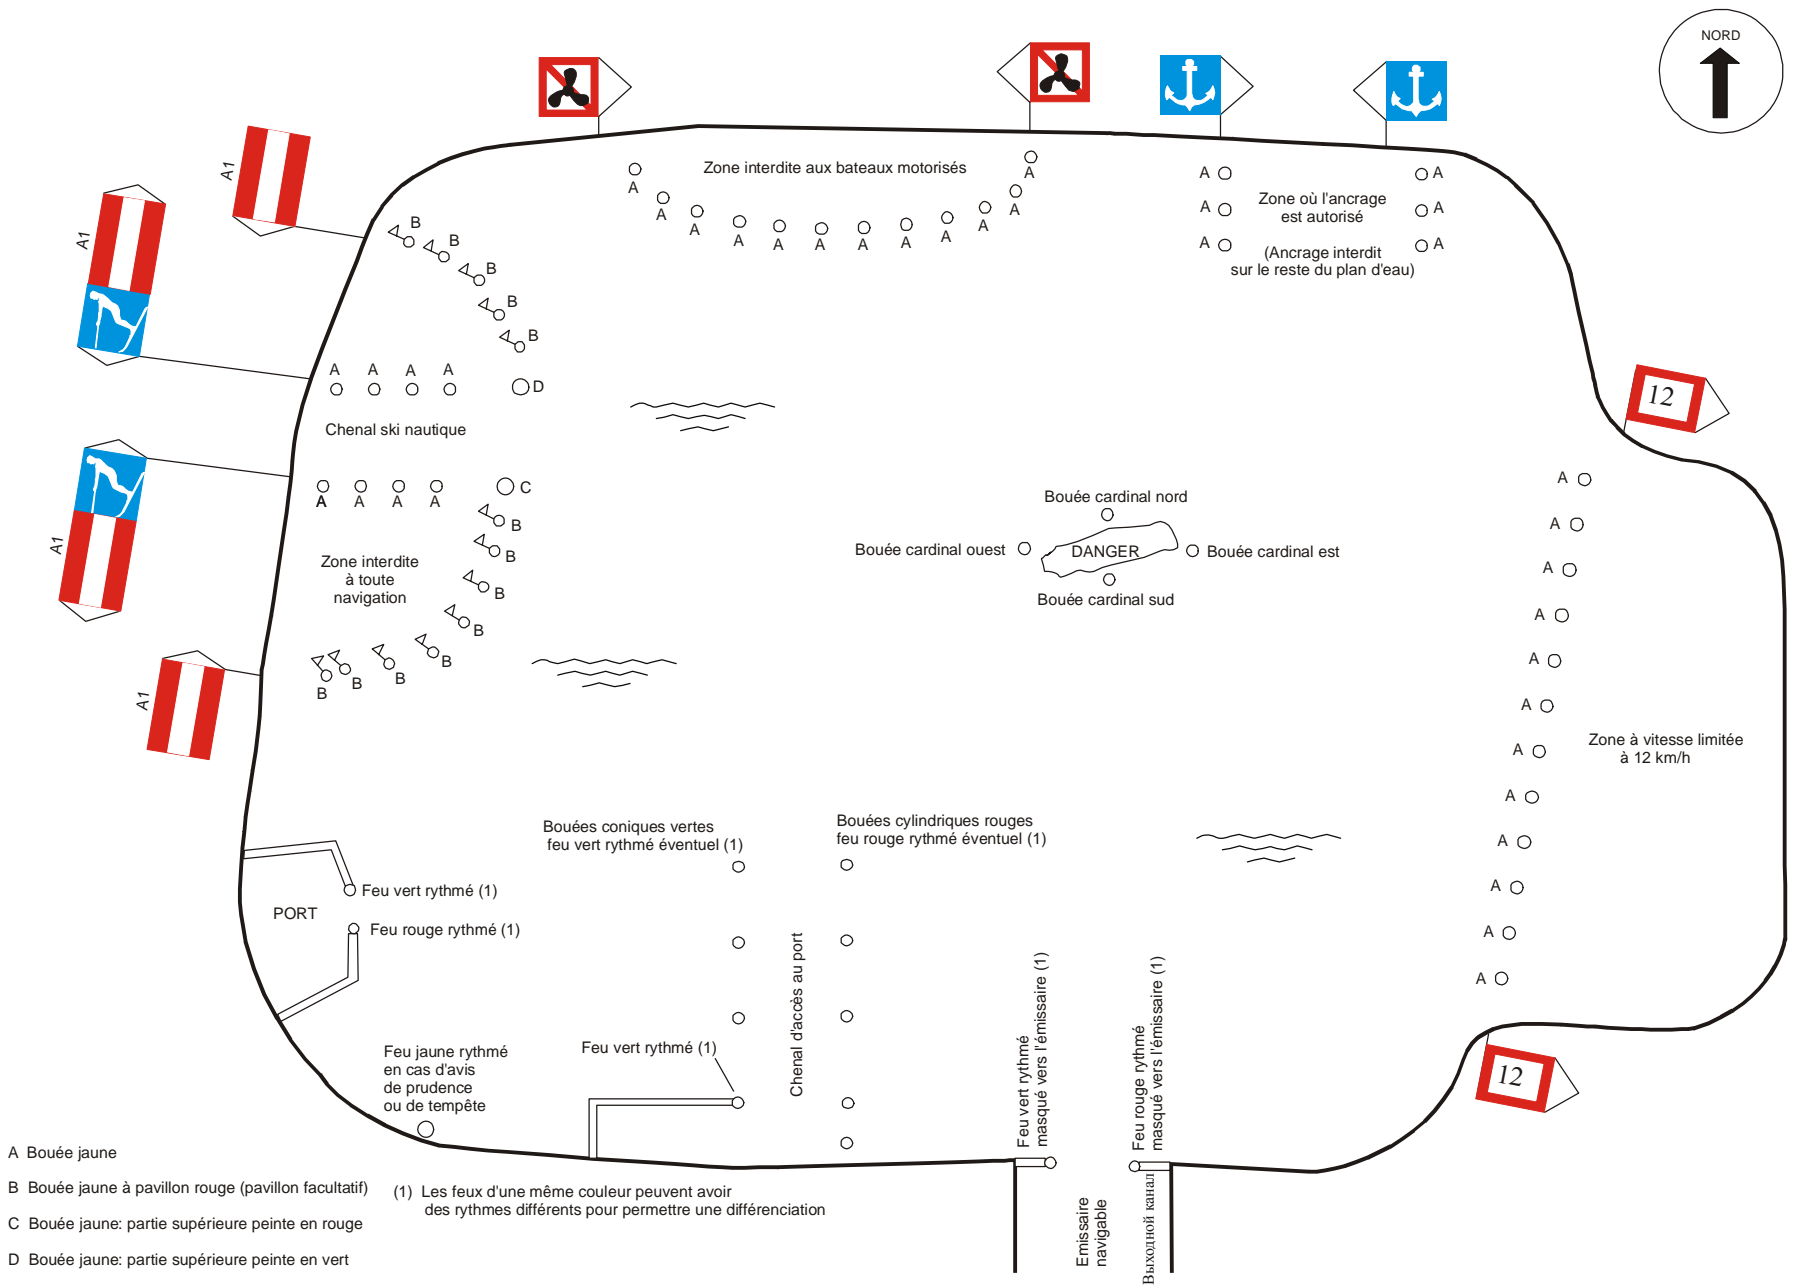 NORD
A1
A1
Zone interdite aux bateaux motorisés
A
A
A
A
A
A
A
A
A
A
A
A A
A A
A A
Zone où l'ancrage
est autorisé
(Ancrage interdit
sur le reste du plan d'eau)
B
B
B
B
B
A A A A
D
Chenal ski nautique
C
A A A A
12
A1
B
B
B
B
B
B
B
B
Zone interdite
à toute
navigation
A1
Bouée cardinal nord
Bouée cardinal ouest
DANGER
Bouée cardinal est
Bouée cardinal sud
A
A
A
A
A
A
A
A
A
A
A
A
Zone à vitesse limitée
à 12 km/h
Bouées coniques vertes
feu vert rythmé éventuel (1)
Bouées cylindriques rouges
feu rouge rythmé éventuel (1)
Feu vert rythmé (1)
PORT
Feu rouge rythmé (1)
Chenal d'accès au port
Feu vert rythmé
masqué vers l'émissaire (1)
Feu rouge rythmé
masqué vers l'émissaire (1)
Feu jaune rythmé
en cas d'avis
de prudence
ou de tempête
Feu vert rythmé (1)
12
A Bouée jaune
B Bouée jaune à pavillon rouge (pavillon facultatif)
C Bouée jaune: partie supérieure peinte en rouge
D Bouée jaune: partie supérieure peinte en vert
(1) Les feux d'une même couleur peuvent avoir
des rythmes différents pour permettre une différenciation
Emissaire
navigable
Выходной канал